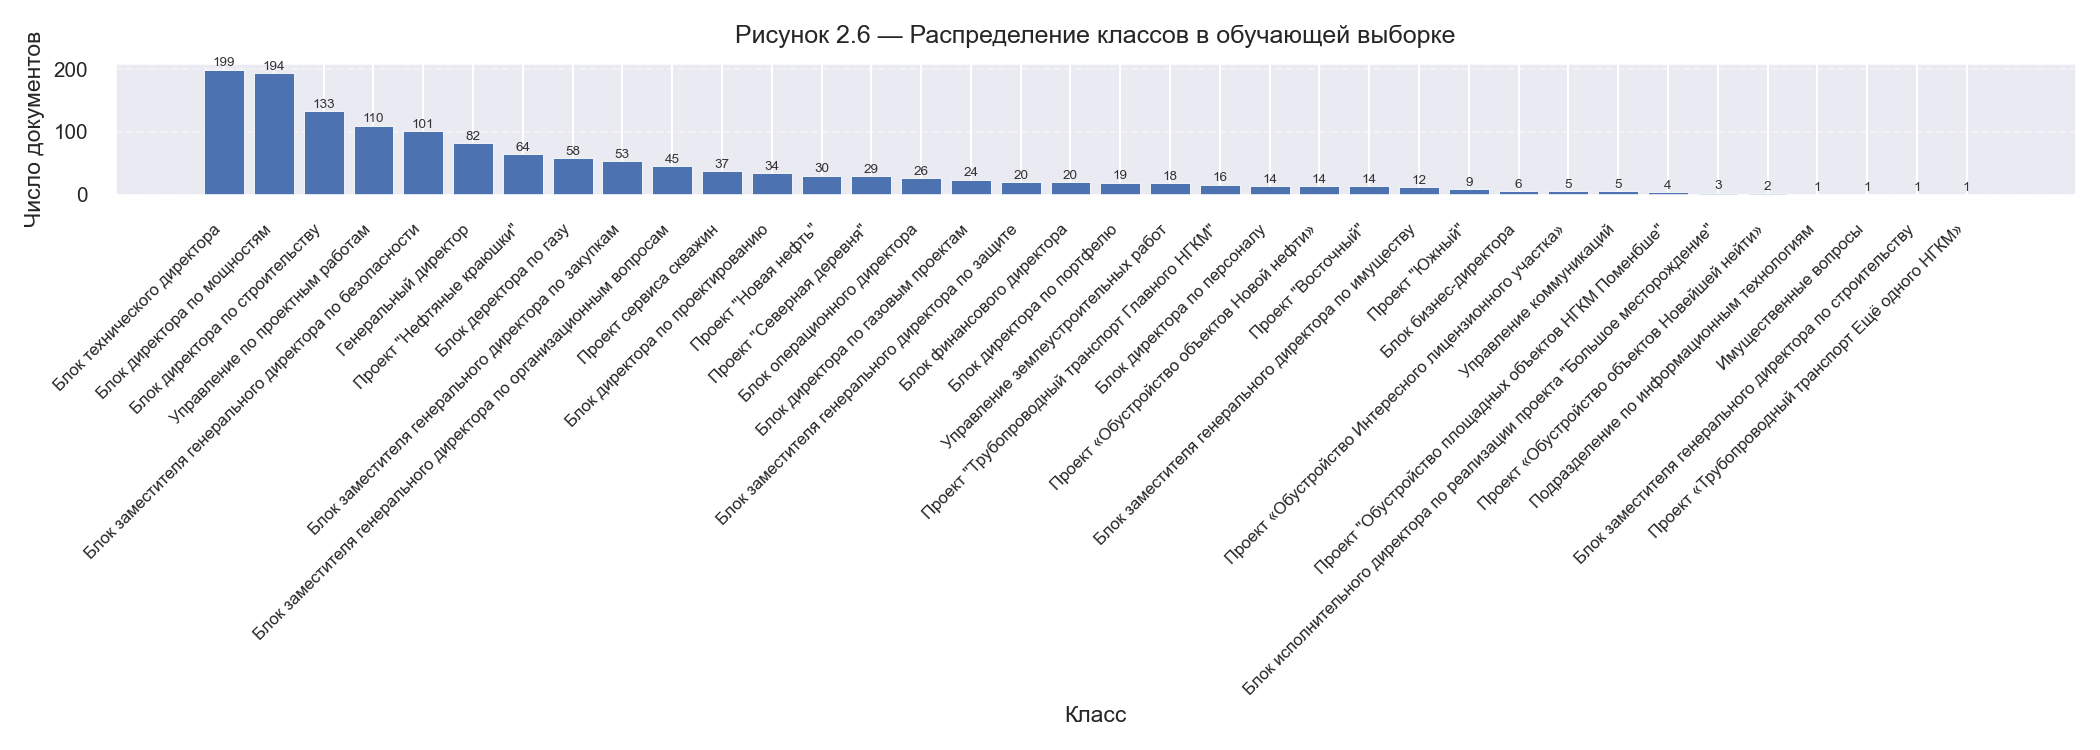 Рисунок 2.6 — Распределение классов в обучающей выборке
Число документов
200
100
0
199
194
133
110
101
82
64
58
53
45
37
34
30
29
26
24
20
20
19
18
16
14
14
14
12
9
6
5
5
4
3
2
1
1
1
1
Блок технического директора
Блок директора по мощностям
Блок директора по строительству
Управление по проектным работам
Блок заместителя генерального директора по безопасности
Генеральный директор
Проект "Нефтяные краюшки"
Блок директора по газу
Блок заместителя генерального директора по закупкам
Блок заместителя генерального директора по организационным вопросам
Проект сервиса скважин
Блок директора по проектированию
Проект "Новая нефть"
Проект "Северная деревня"
Блок операционного директора
Блок директора по газовым проектам
Блок заместителя генерального директора по защите
Блок финансового директора
Блок директора по портфелю
Управление землеустроительных работ
Проект "Трубопроводный транспорт Главного НГКМ"
Блок директора по персоналу
Проект «Обустройство объектов Новой нефти»
Проект "Восточный"
Блок заместителя генерального директора по имуществу
Проект "Южный"
Блок бизнес-директора
Проект «Обустройство Интересного лицензионного участка»
Управление коммуникаций
Проект "Обустройство площадных объектов НГКМ Поменбше"
Блок исполнительного директора по реализации проекта "Большое месторождение"
Проект «Обустройство объектов Новейшей нейти»
Подразделение по информационным технологиям
Имущественные вопросы
Блок заместителя генерального директора по строительству
Проект «Трубопроводный транспорт Ещё одного НГКМ»
Класс